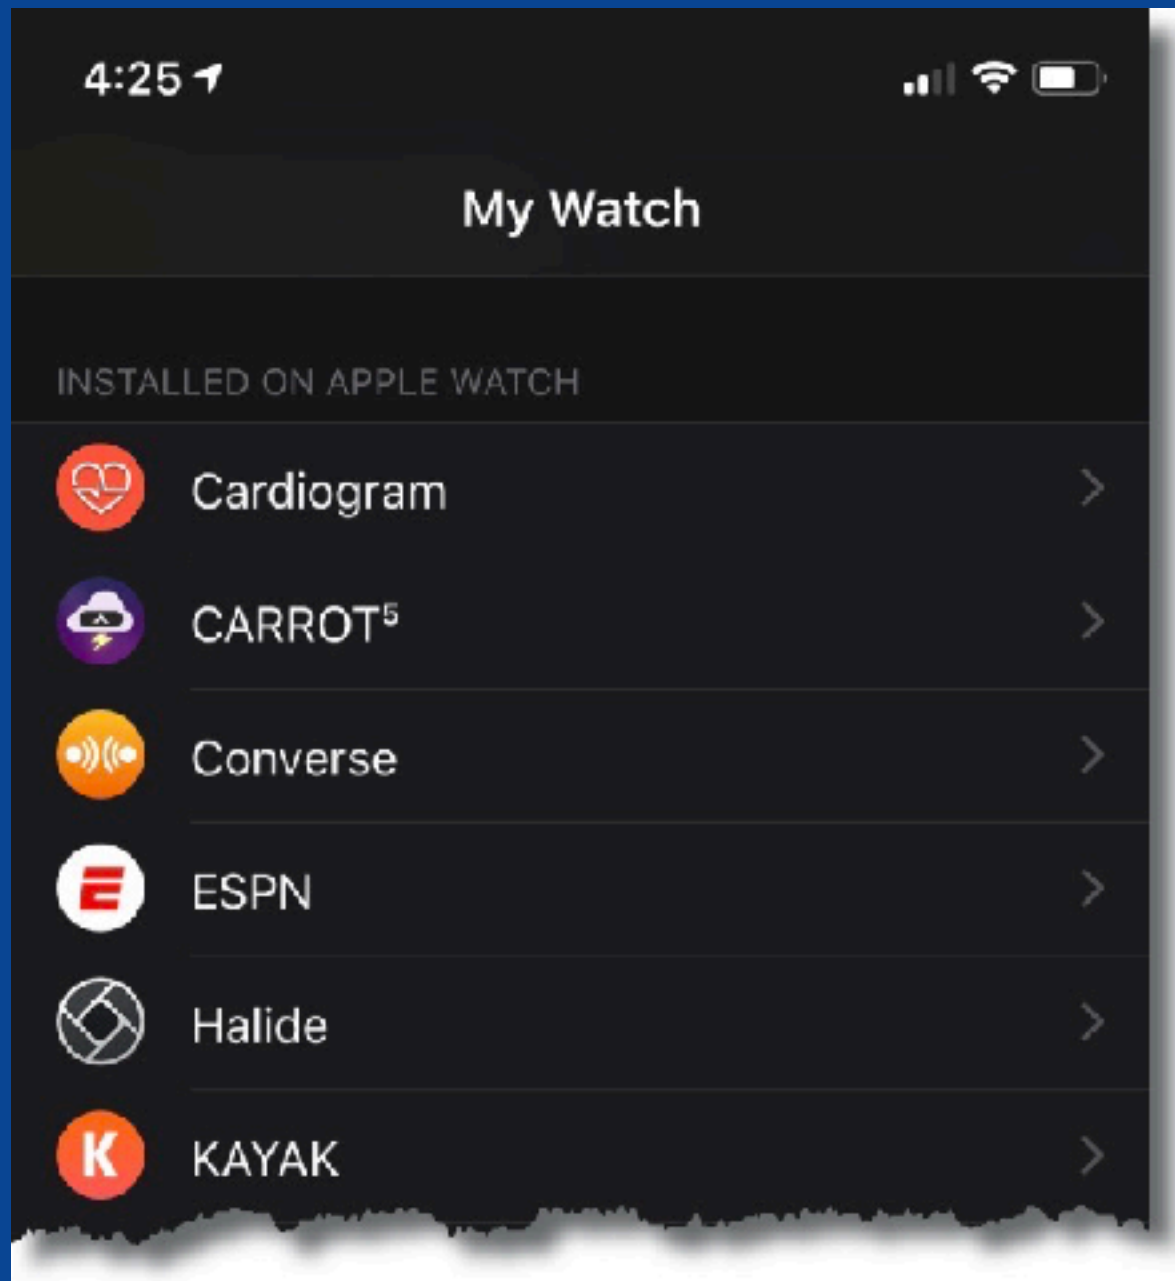 4:25
My Watch
INSTALLED ON APPLE WATCH
Cardiogram
CARROT⁵
Converse
E ESPN
Halide
K KAYAK